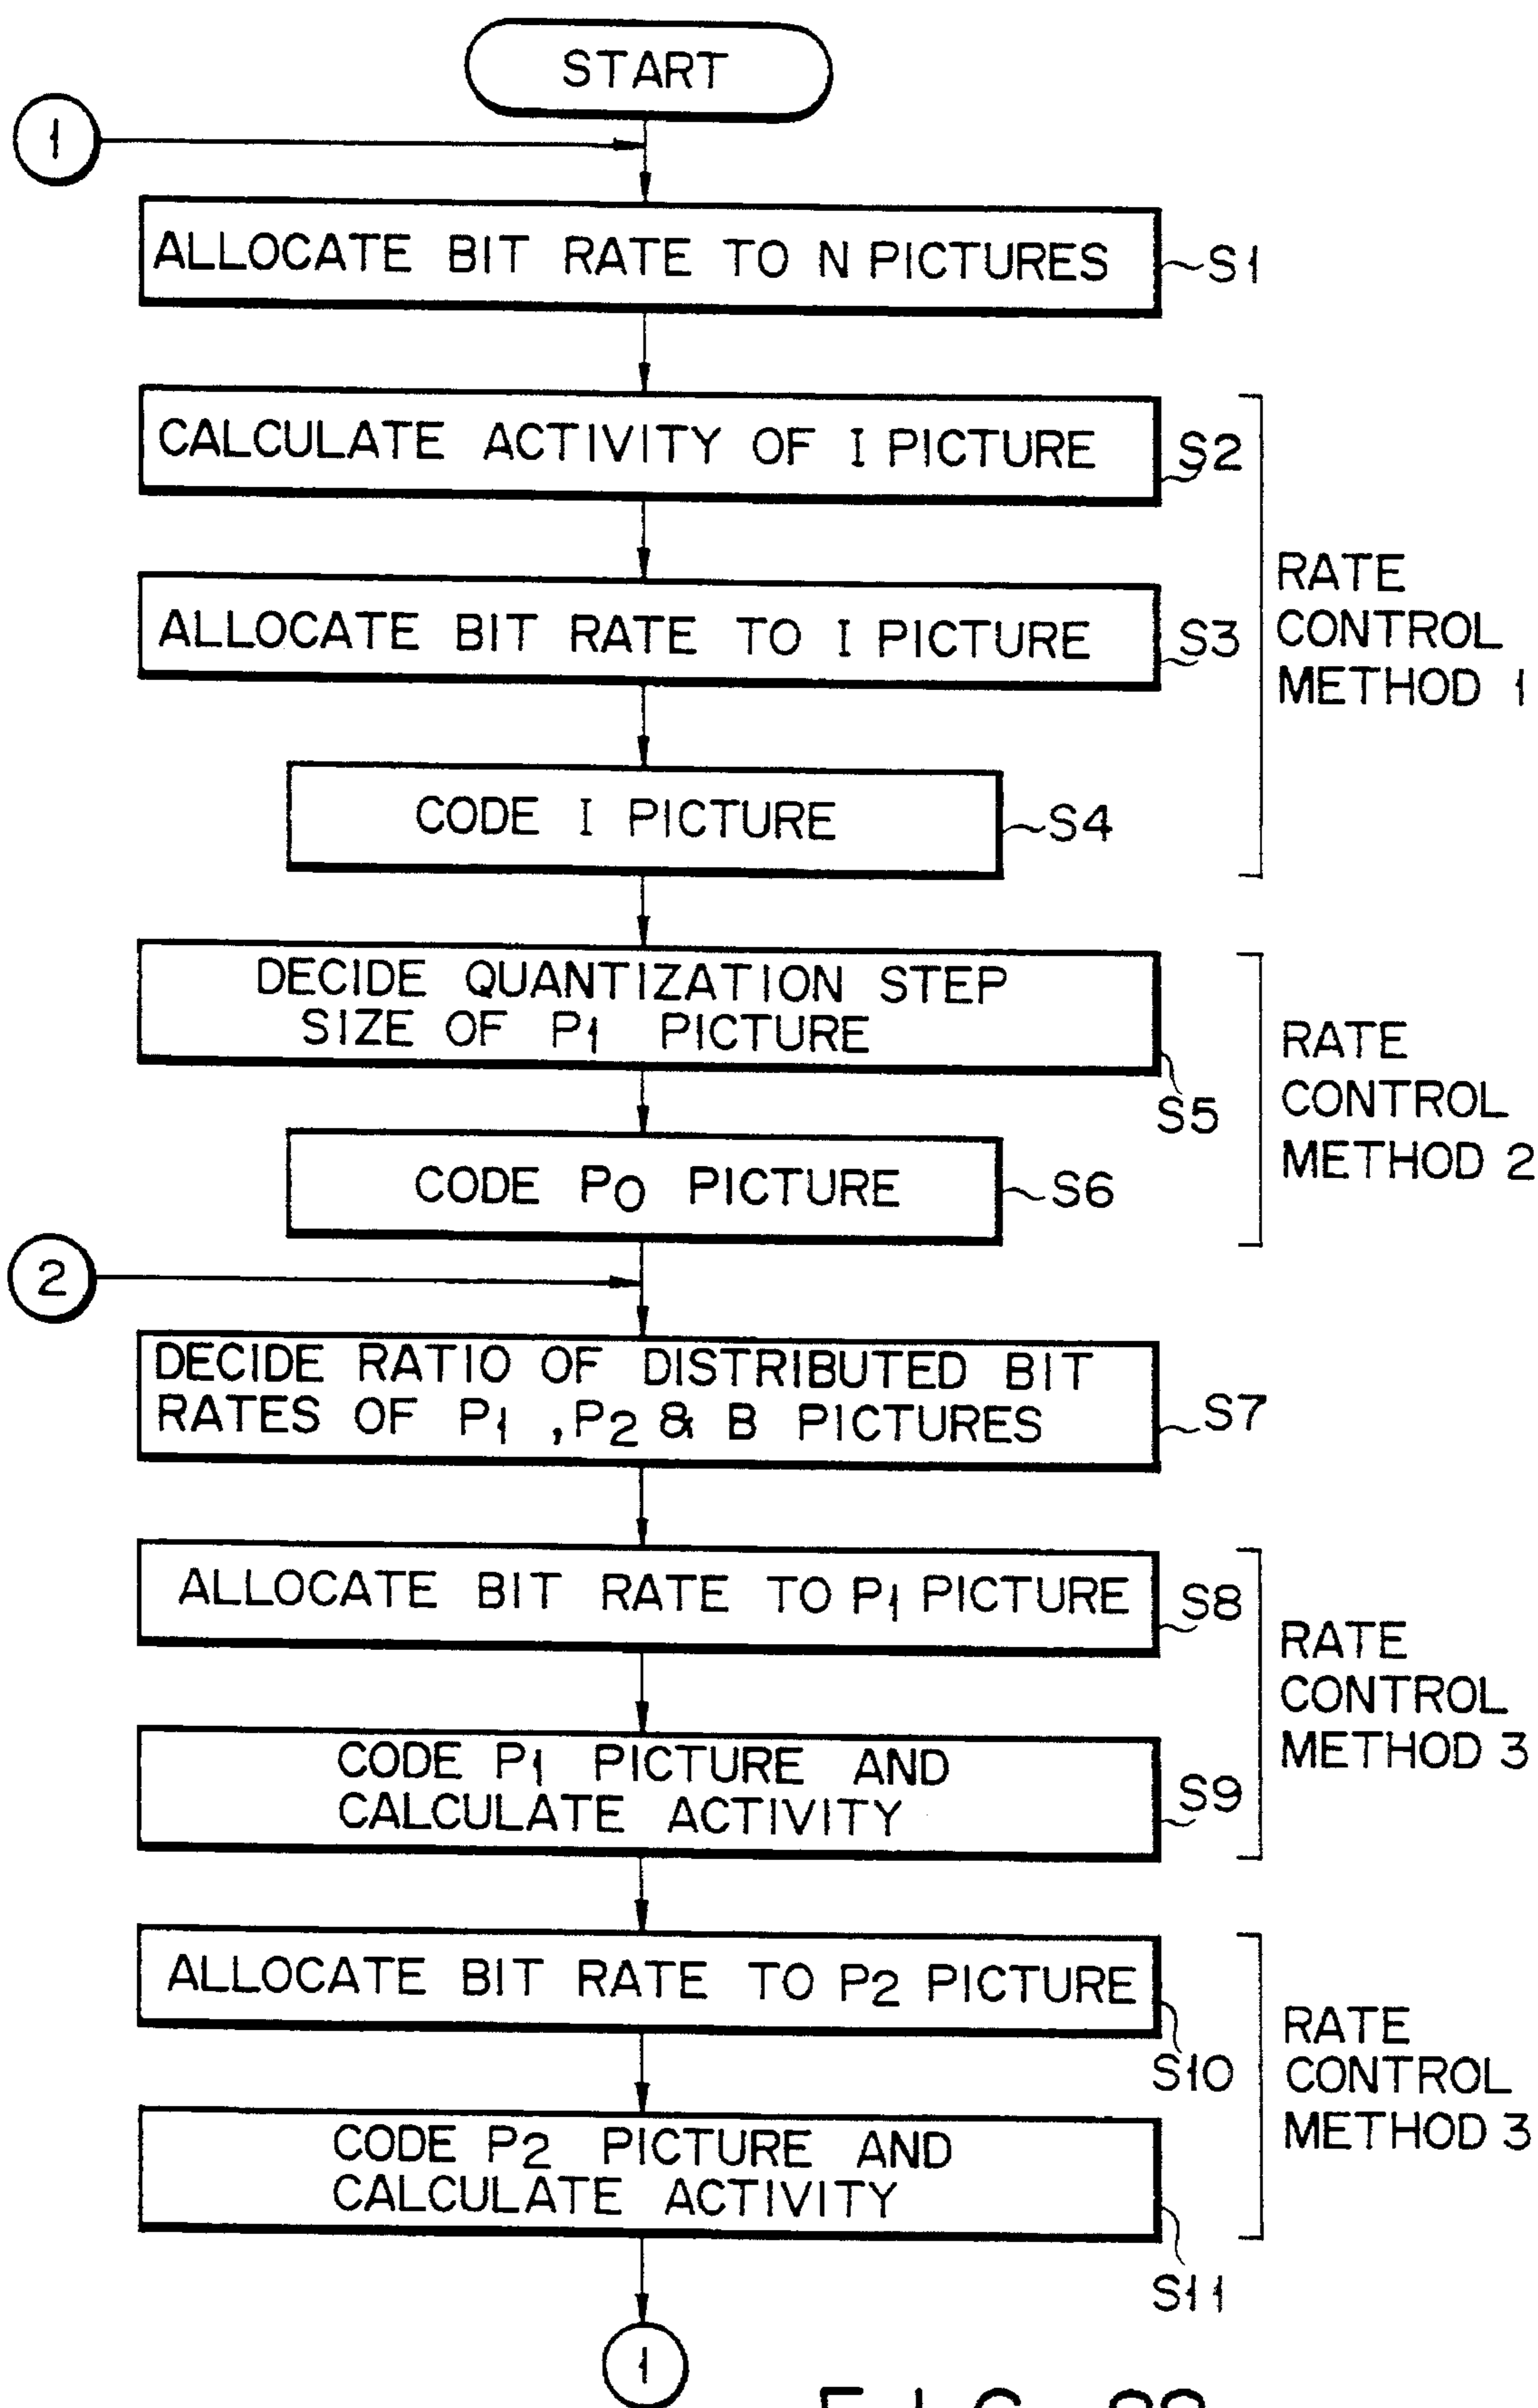 START
1
ALLOCATE BIT RATE TO N PICTURES
S1
CALCULATE ACTIVITY OF I PICTURE
S2
ALLOCATE BIT RATE TO I PICTURE
S3
RATE
CONTROL
METHOD 1
CODE I PICTURE
S4
DECIDE QUANTIZATION STEP
SIZE OF P1 PICTURE
S5
RATE
CONTROL
METHOD 2
CODE P0 PICTURE
S6
2
DECIDE RATIO OF DISTRIBUTED BIT
RATES OF P1 ,P2 & B PICTURES
S7
ALLOCATE BIT RATE TO P1 PICTURE
S8
RATE
CONTROL
METHOD 3
CODE P1 PICTURE AND
CALCULATE ACTIVITY
S9
ALLOCATE BIT RATE TO P2 PICTURE
S10
RATE
CONTROL
METHOD 3
CODE P2 PICTURE AND
CALCULATE ACTIVITY
S11
1